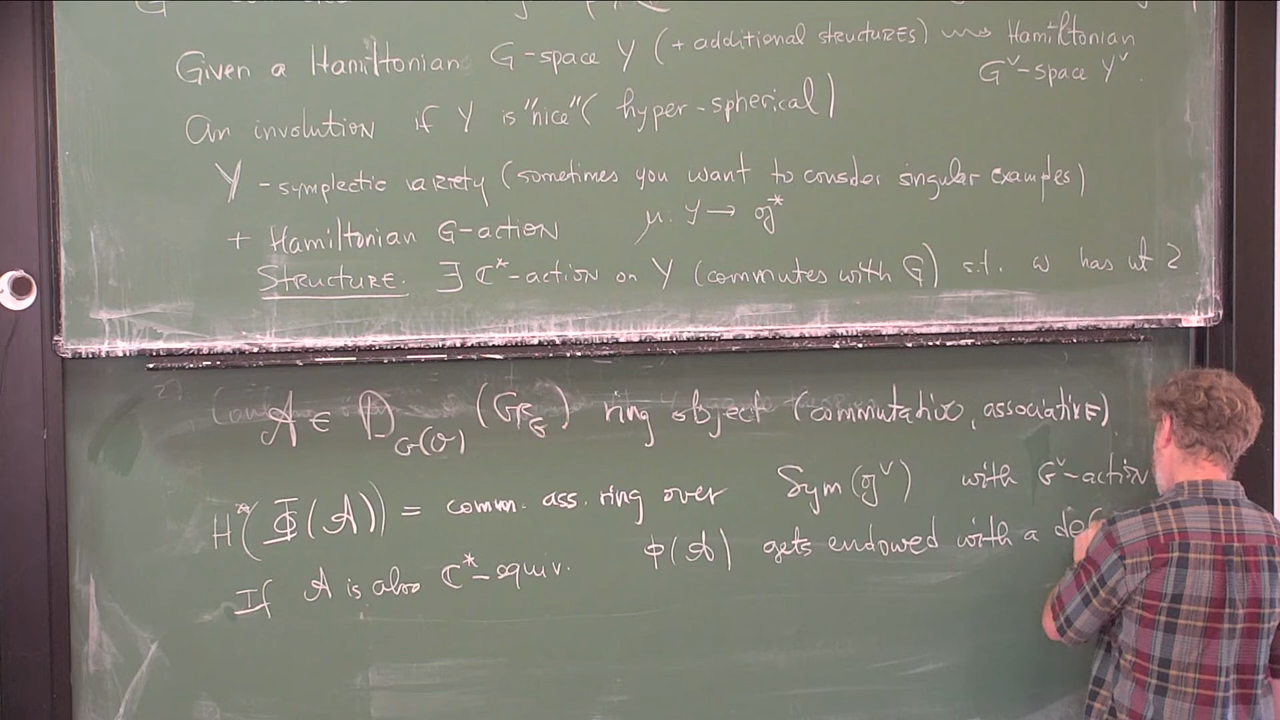 Given a Hamiltonian G-space Y (+ additional structures) ⇝ Hamiltonian
G^∨-space Y^∨.
An involution if Y is "nice" (hyper-spherical)
Y - symplectic variety (sometimes you want to consider singular examples)
+ Hamiltonian G-action μ: Y → 𝔤*
Structure. ∃ ℂ*-action on Y (commutes with G) s.t. ω has wt 2
𝒜 ∈ D_{G(O)}(Gr_G) ring object (commutative, associative)
H*(Φ(𝒜)) = comm. ass. ring over Sym(𝔤^∨) with G^∨-action
If 𝒜 is also ℂ*-equiv. Φ(𝒜) gets endowed with a def